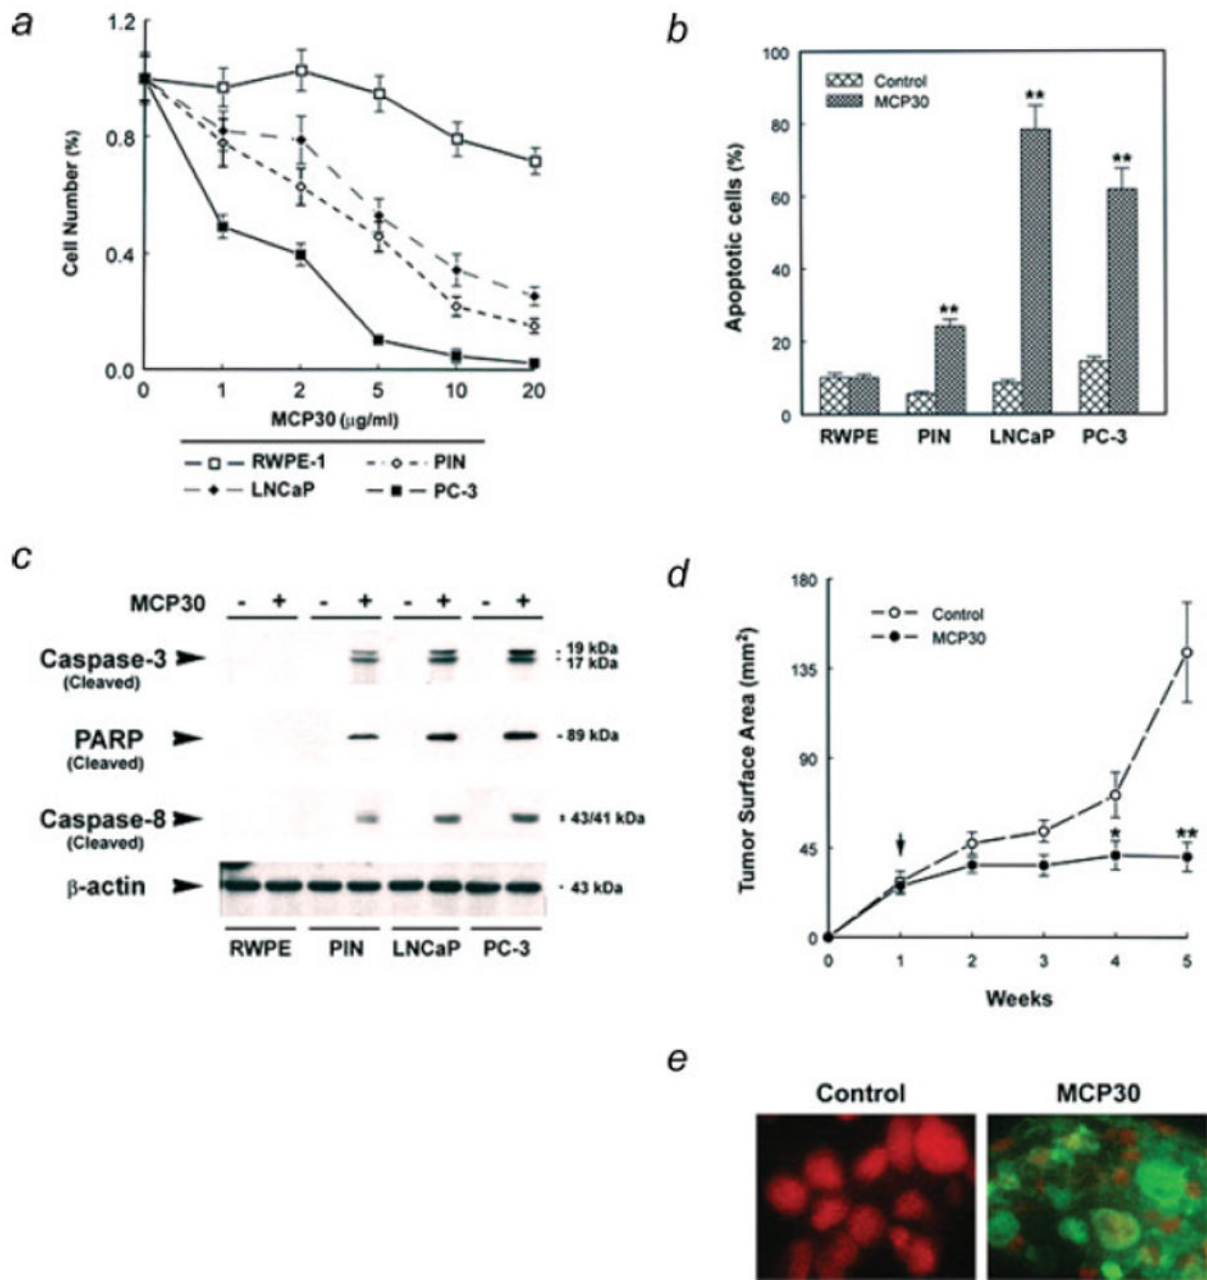 a
1.2
0.8
0.4
0.0
Cell Number (%)
0 1 2 5 10 20
MCP30 (μg/ml)
RWPE-1 PIN
LNCaP PC-3
b
100
80
60
40
20
0
Apoptotic cells (%)
Control
MCP30
**
**
**
RWPE PIN LNCaP PC-3
c
MCP30 - + - + - + - +
Caspase-3
(Cleaved)
- 19 kDa
- 17 kDa
PARP
(Cleaved)
- 89 kDa
Caspase-8
(Cleaved)
43/41 kDa
β-actin
- 43 kDa
RWPE PIN LNCaP PC-3
d
180
135
90
45
0
Tumor Surface Area (mm²)
Control
MCP30
* **
0 1 2 3 4 5
Weeks
e
Control MCP30